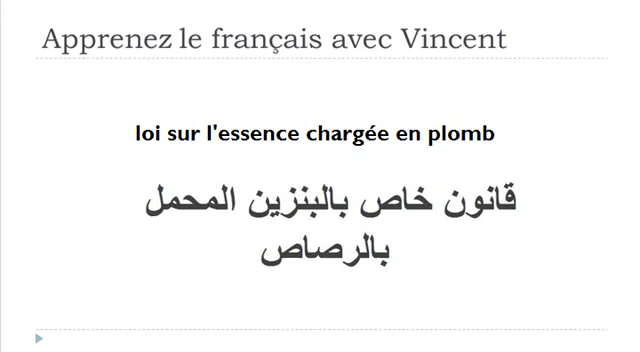 Apprenez le français avec Vincent
loi sur l'essence chargée en plomb
قانون خاص بالبنزين المحمل
بالرصاص